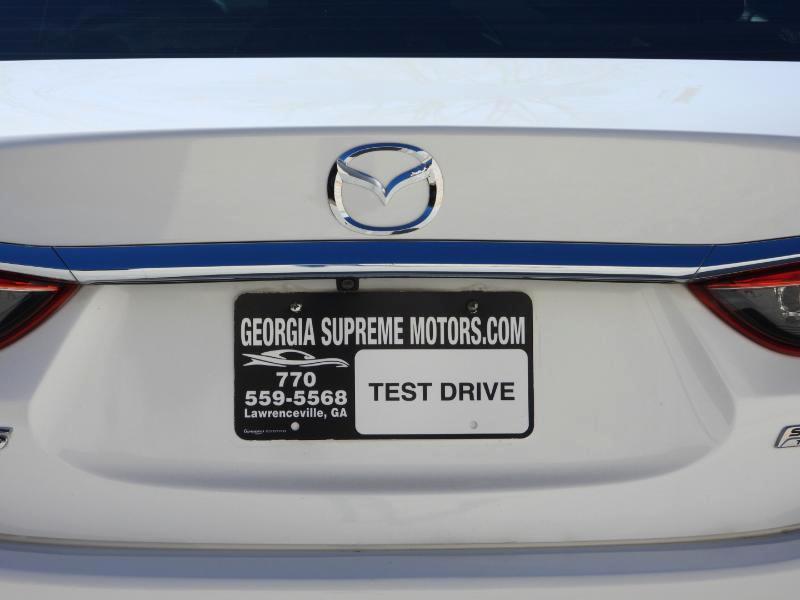 GEORGIA SUPREME MOTORS.COM
770
559-5568
Lawrenceville, GA
TEST DRIVE